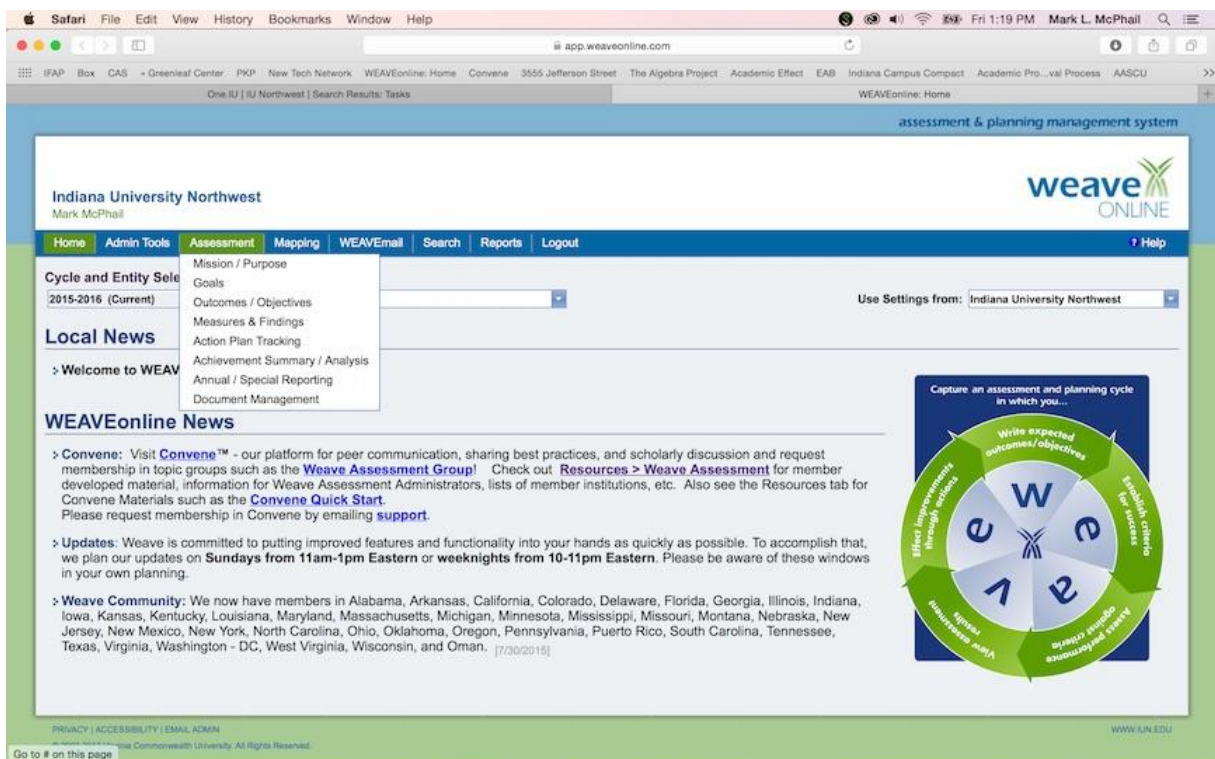 Safari File Edit View History Bookmarks Window Help Fri 1:19 PM Mark L. McPhail
app.weaveonline.com
IFAP Box CAS Greenleaf Center PKP New Tech Network WEAVEonline: Home Convene 3555 Jefferson Street The Algebra Project Academic Effect EAB Indiana Campus Compact Academic Pro...val Process AASCU >>
One.IU | IU Northwest | Search Results: Tasks WEAVEonline: Home
assessment & planning management system
weave
ONLINE
Indiana University Northwest
Mark McPhail
Home Admin Tools Assessment Mapping WEAVEmail Search Reports Logout ? Help
Mission / Purpose
Goals
Outcomes / Objectives
Measures & Findings
Action Plan Tracking
Achievement Summary / Analysis
Annual / Special Reporting
Document Management
Cycle and Entity Sele
2015-2016 (Current) Use Settings from: Indiana University Northwest
Local News
Welcome to WEAV
WEAVEonline News
Convene: Visit Convene™ - our platform for peer communication, sharing best practices, and scholarly discussion and request
membership in topic groups such as the Weave Assessment Group! Check out Resources > Weave Assessment for member
developed material, information for Weave Assessment Administrators, lists of member institutions, etc. Also see the Resources tab for
Convene Materials such as the Convene Quick Start.
Please request membership in Convene by emailing support.
Updates: Weave is committed to putting improved features and functionality into your hands as quickly as possible. To accomplish that,
we plan our updates on Sundays from 11am-1pm Eastern or weeknights from 10-11pm Eastern. Please be aware of these windows
in your own planning.
Weave Community: We now have members in Alabama, Arkansas, California, Colorado, Delaware, Florida, Georgia, Illinois, Indiana,
Iowa, Kansas, Kentucky, Louisiana, Maryland, Massachusetts, Michigan, Minnesota, Mississippi, Missouri, Montana, Nebraska, New
Jersey, New Mexico, New York, North Carolina, Ohio, Oklahoma, Oregon, Pennsylvania, Puerto Rico, South Carolina, Tennessee,
Texas, Virginia, Washington - DC, West Virginia, Wisconsin, and Oman. [7/30/2015]
Capture an assessment and planning cycle
in which you...
Write expected
outcomes/objectives
Establish criteria
for success
Assess performance
against criteria
View assessment
results
Effect improvements
through actions
W
e
a
v
e
PRIVACY | ACCESSIBILITY | EMAIL ADMIN WWW.IUN.EDU
Commonwealth University. All Rights Reserved.
Go to # on this page